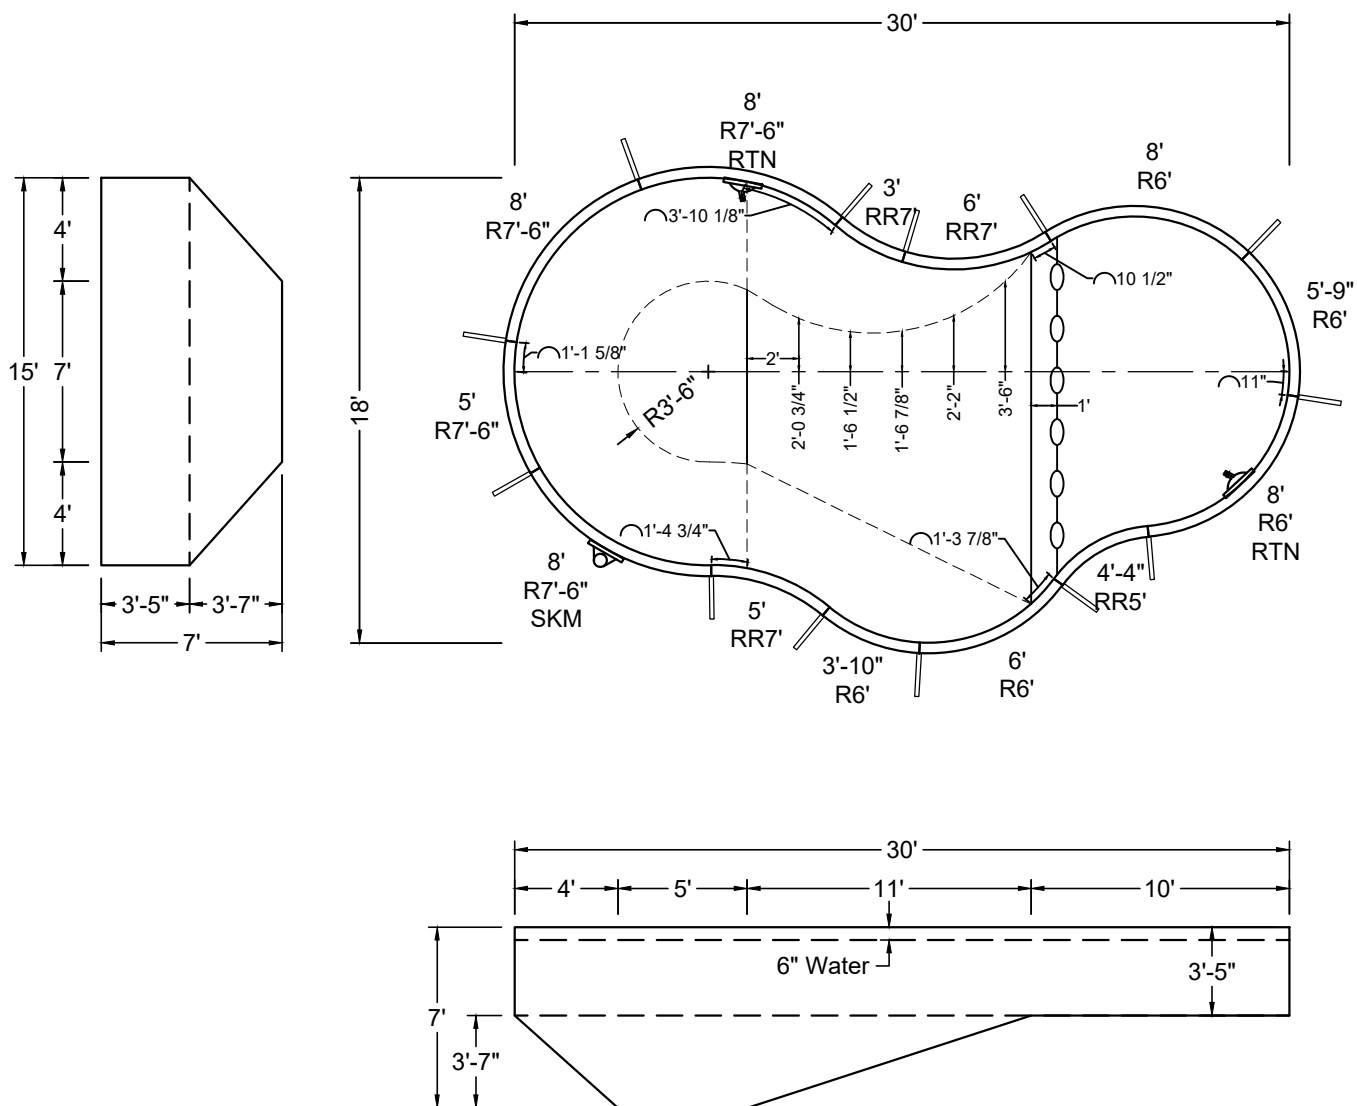 30'
8'
R7'-6"
RTN
8'
R6'
3'
RR7'
6'
RR7'
8'
R7'-6"
3'-10 1/8"
4'
10 1/2"
5'-9"
R6'
1'-1 5/8"
2'
15'
7'
18'
R3'-6"
2'-0 3/4"
1'-6 1/2"
1'-6 7/8"
2'-2"
3'-6"
1'
11"
5'
R7'-6"
4'
1'-4 3/4"
1'-3 7/8"
8'
R6'
RTN
8'
R7'-6"
SKM
4'-4"
RR5'
3'-5"
3'-7"
5'
RR7'
7'
3'-10"
R6'
6'
R6'
30'
4'
5'
11'
10'
6" Water
3'-5"
7'
3'-7"